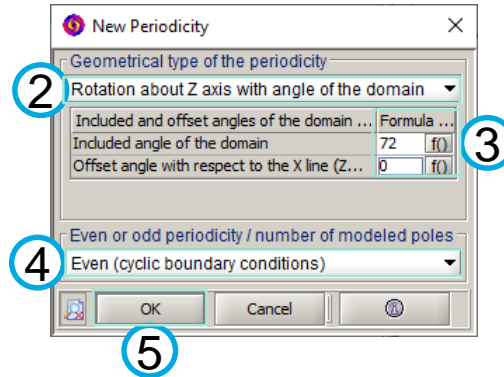 New Periodicity
Geometrical type of the periodicity
2
Rotation about Z axis with angle of the domain
Included and offset angles of the domain ... Formula ...
Included angle of the domain 72 f()
3
Offset angle with respect to the X line (Z... 0 f()
Even or odd periodicity / number of modeled poles
4
Even (cyclic boundary conditions)
OK Cancel
5